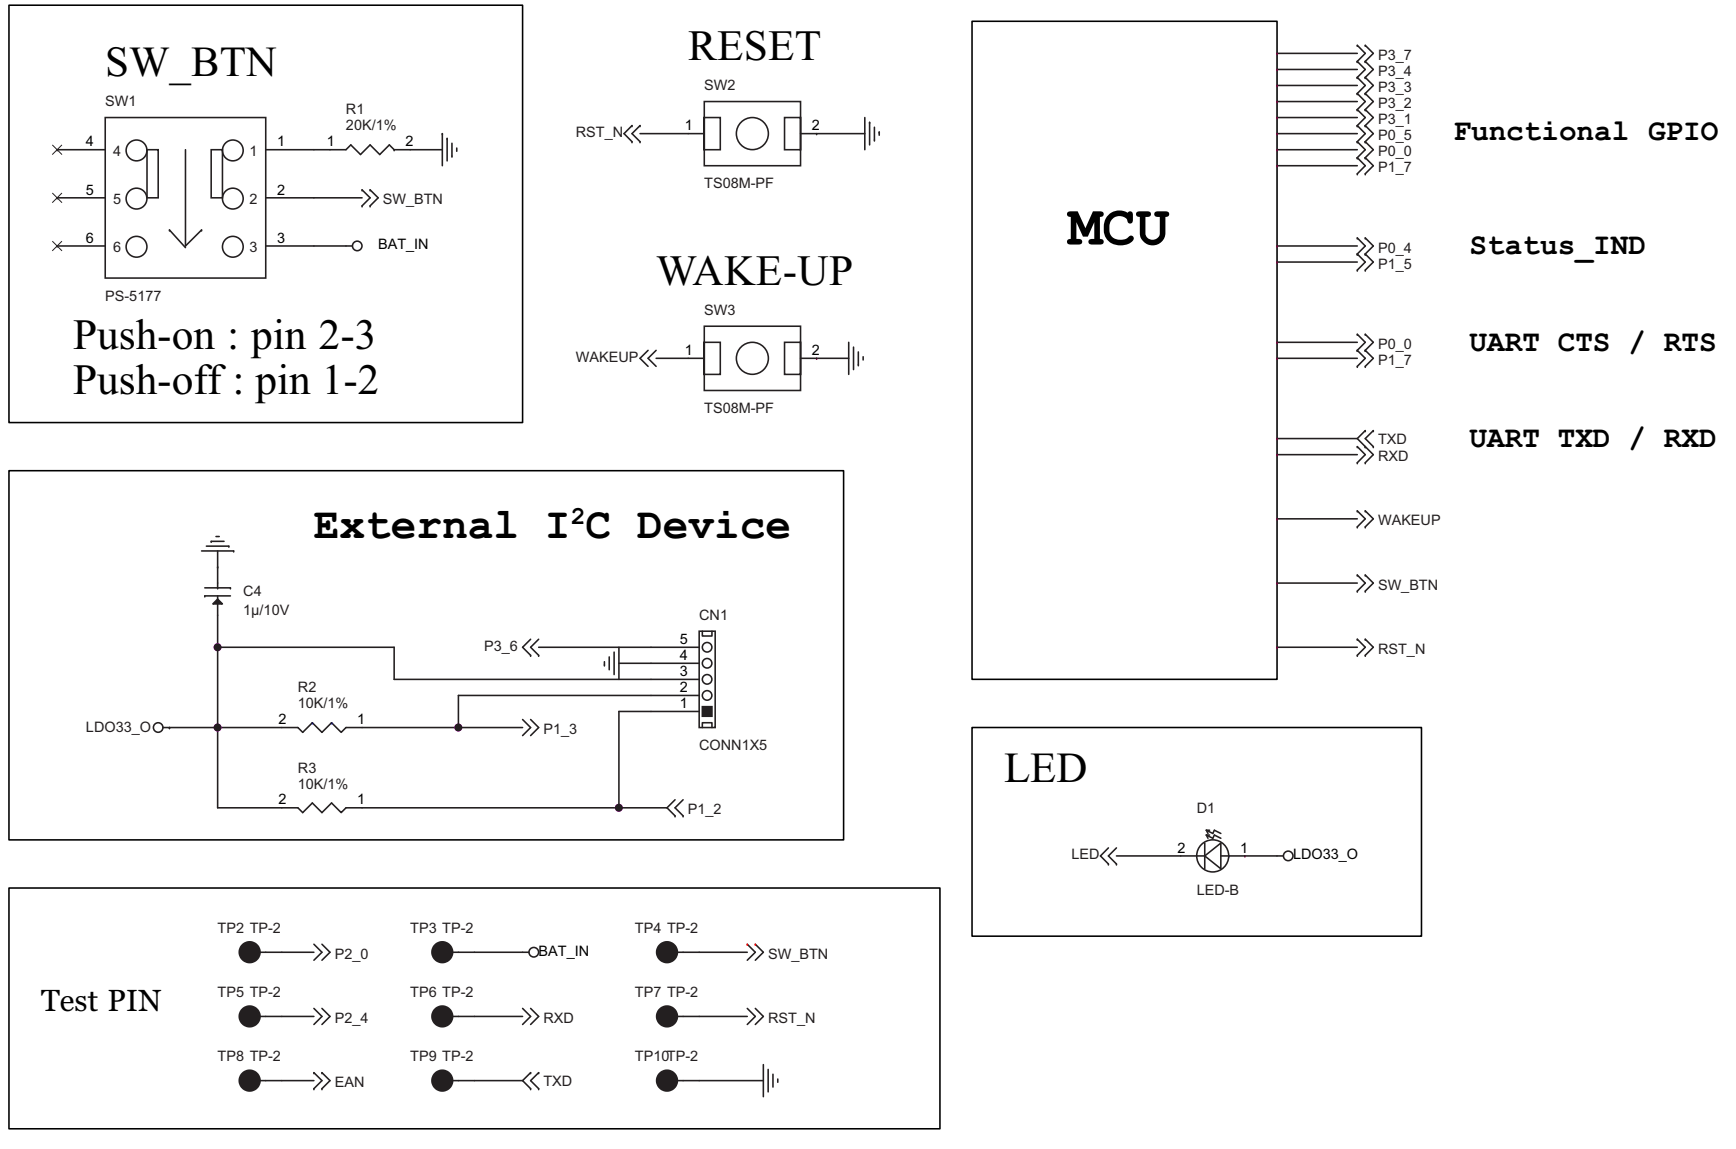 SW_BTN
SW1
R1
20K/1%
4 4 1 1 1 2
5 5 2 2 SW_BTN
6 6 3 3 BAT_IN
PS-5177
Push-on : pin 2-3
Push-off : pin 1-2
RESET
SW2
RST_N 1 2
TS08M-PF
WAKE-UP
SW3
WAKEUP 1 2
TS08M-PF
MCU
P3_7
P3_4
P3_3
P3_2
P3_1
P0_5
P0_0
P1_7
Functional GPIO
P0_4
P1_5
Status_IND
P0_0
P1_7
UART CTS / RTS
TXD
RXD
UART TXD / RXD
WAKEUP
SW_BTN
RST_N
External I²C Device
C4
1µ/10V
CN1
P3_6 5
4
3
2
1
CONN1X5
R2
10K/1%
LDO33_O 2 1 P1_3
R3
10K/1%
2 1 P1_2
LED
D1
LED 2 1 LDO33_O
LED-B
Test PIN
TP2 TP-2 TP3 TP-2 TP4 TP-2
P2_0 BAT_IN SW_BTN
TP5 TP-2 TP6 TP-2 TP7 TP-2
P2_4 RXD RST_N
TP8 TP-2 TP9 TP-2 TP10TP-2
EAN TXD